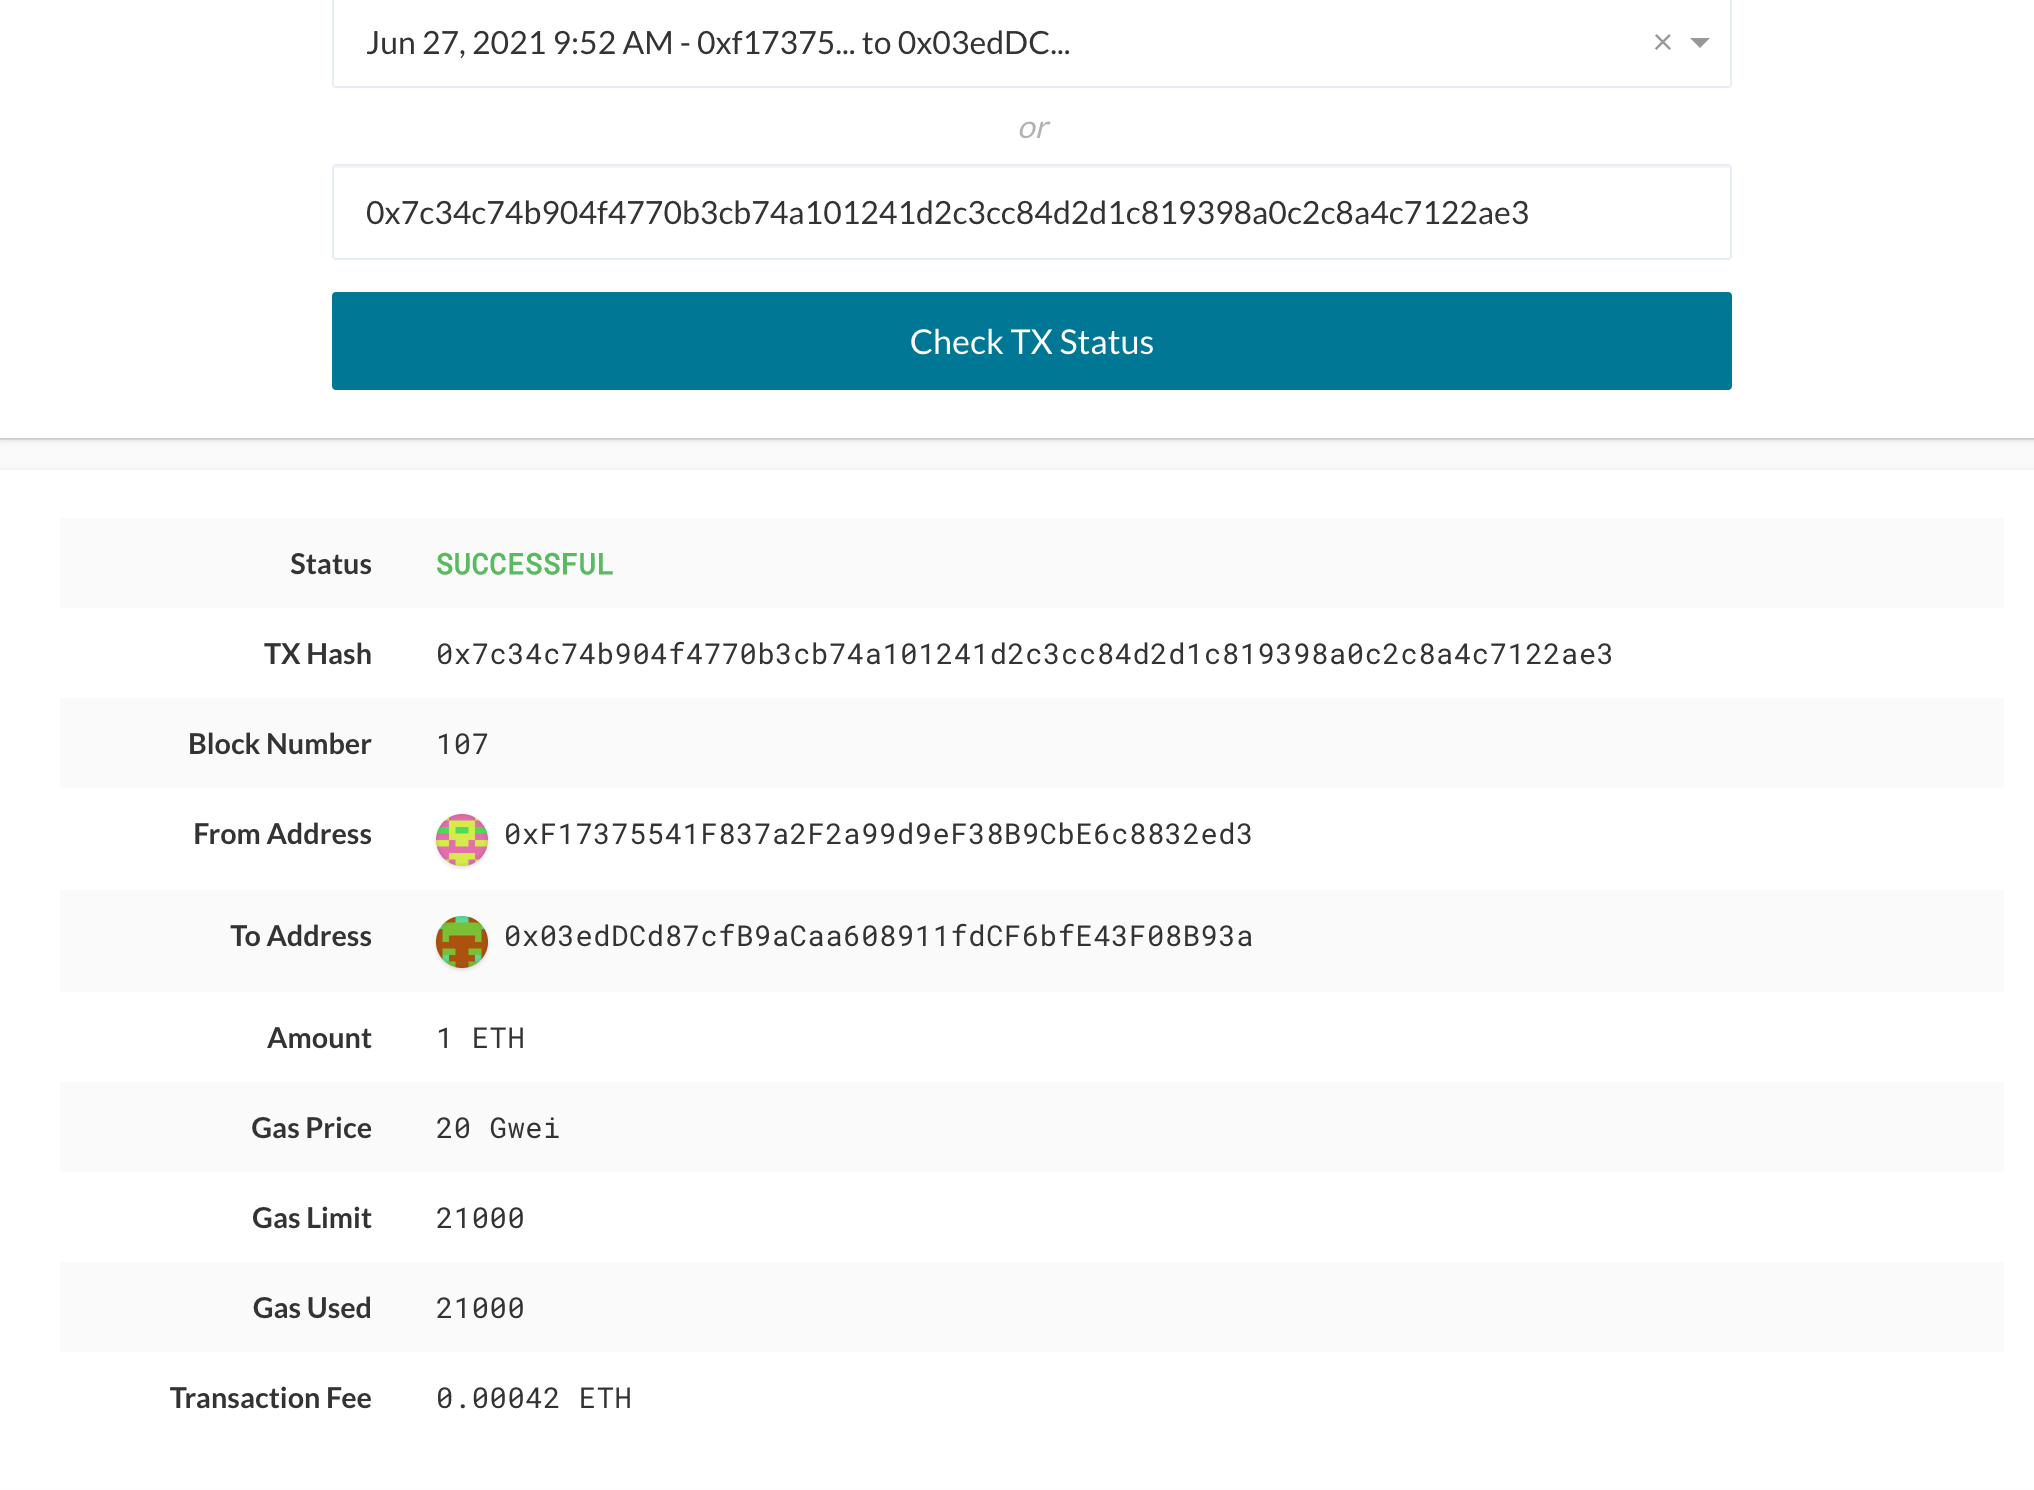 Jun 27, 2021 9:52 AM - 0xf17375... to 0x03edDC...
or
0x7c34c74b904f4770b3cb74a101241d2c3cc84d2d1c819398a0c2c8a4c7122ae3
Check TX Status
Status SUCCESSFUL
TX Hash 0x7c34c74b904f4770b3cb74a101241d2c3cc84d2d1c819398a0c2c8a4c7122ae3
Block Number 107
From Address 0xF17375541F837a2F2a99d9eF38B9CbE6c8832ed3
To Address 0x03edDCd87cfB9aCaa608911fdCF6bfE43F08B93a
Amount 1 ETH
Gas Price 20 Gwei
Gas Limit 21000
Gas Used 21000
Transaction Fee 0.00042 ETH